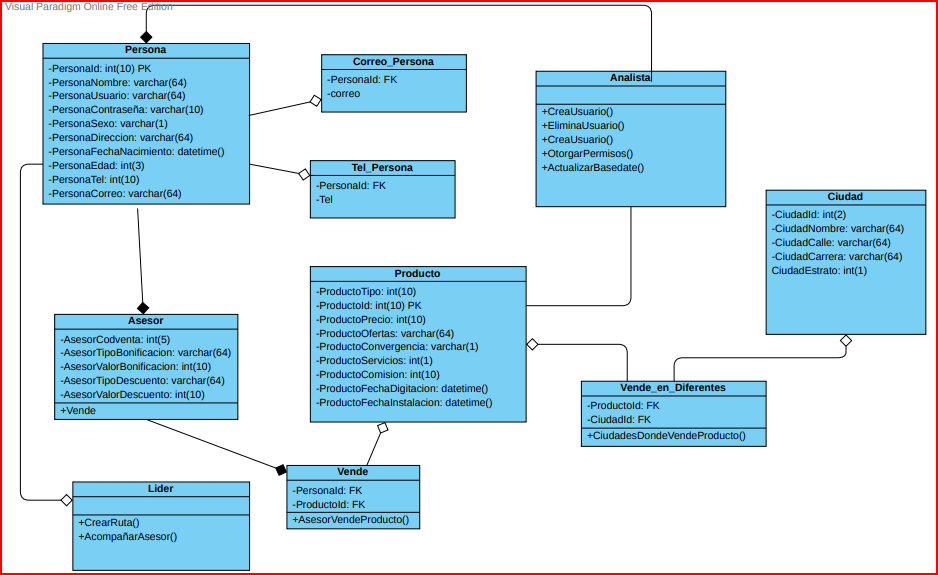 Visual Paradigm Online Free Edition
Persona
-PersonaId: int(10) PK
-PersonaNombre: varchar(64)
-PersonaUsuario: varchar(64)
-PersonaContraseña: varchar(10)
-PersonaSexo: varchar(1)
-PersonaDireccion: varchar(64)
-PersonaFechaNacimiento: datetime()
-PersonaEdad: int(3)
-PersonaTel: int(10)
-PersonaCorreo: varchar(64)
Correo_Persona
-PersonaId: FK
-correo
Tel_Persona
-PersonaId: FK
-Tel
Analista
+CreaUsuario()
+EliminaUsuario()
+CreaUsuario()
+OtorgarPermisos()
+ActualizarBasedate()
Ciudad
-CiudadId: int(2)
-CiudadNombre: varchar(64)
-CiudadCalle: varchar(64)
-CiudadCarrera: varchar(64)
CiudadEstrato: int(1)
Producto
-ProductoTipo: int(10)
-ProductoId: int(10) PK
-ProductoPrecio: int(10)
-ProductoOfertas: varchar(64)
-ProductoConvergencia: varchar(1)
-ProductoServicios: int(1)
-ProductoComision: int(10)
-ProductoFechaDigitacion: datetime()
-ProductoFechaInstalacion: datetime()
Asesor
-AsesorCodventa: int(5)
-AsesorTipoBonificacion: varchar(64)
-AsesorValorBonificacion: int(10)
-AsesorTipoDescuento: varchar(64)
-AsesorValorDescuento: int(10)
+Vende
Vende_en_Diferentes
-ProductoId: FK
-CiudadId: FK
+CiudadesDondeVendeProducto()
Vende
-PersonaId: FK
-ProductoId: FK
+AsesorVendeProducto()
Lider
+CrearRuta()
+AcompañarAsesor()